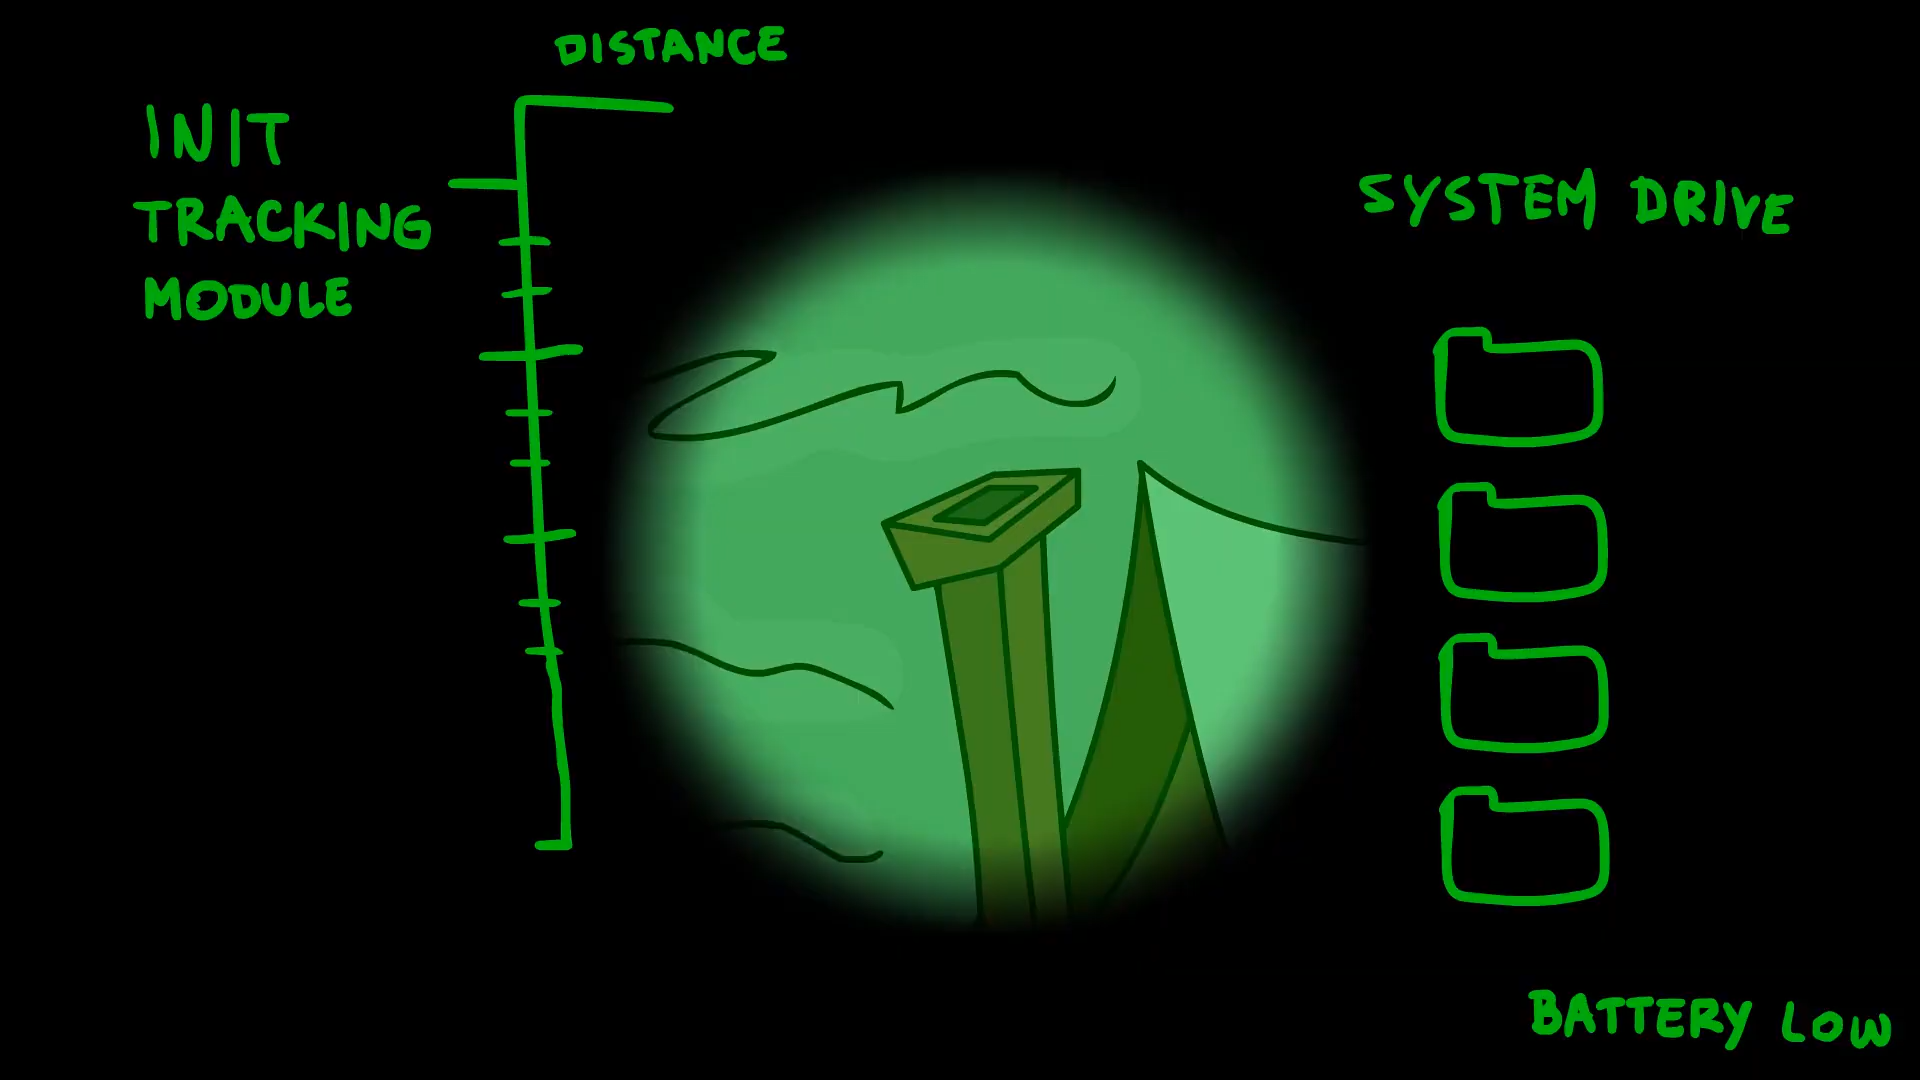 DISTANCE
INIT
TRACKING
MODULE
SYSTEM DRIVE
BATTERY LOW